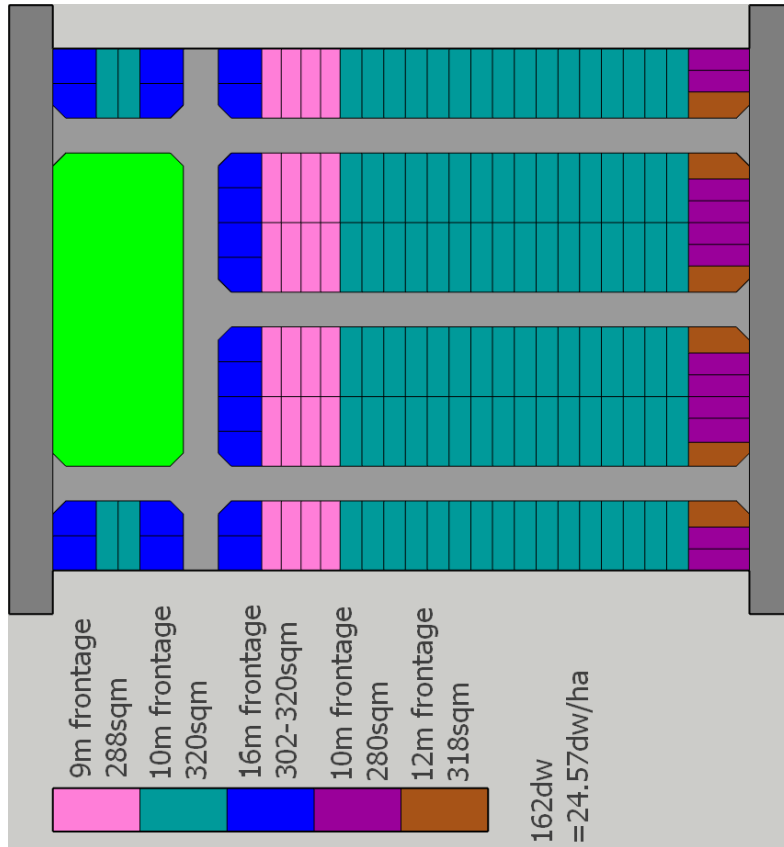 9m frontage
288sqm
10m frontage
320sqm
16m frontage
302-320sqm
10m frontage
280sqm
12m frontage
318sqm
162dw
=24.57dw/ha